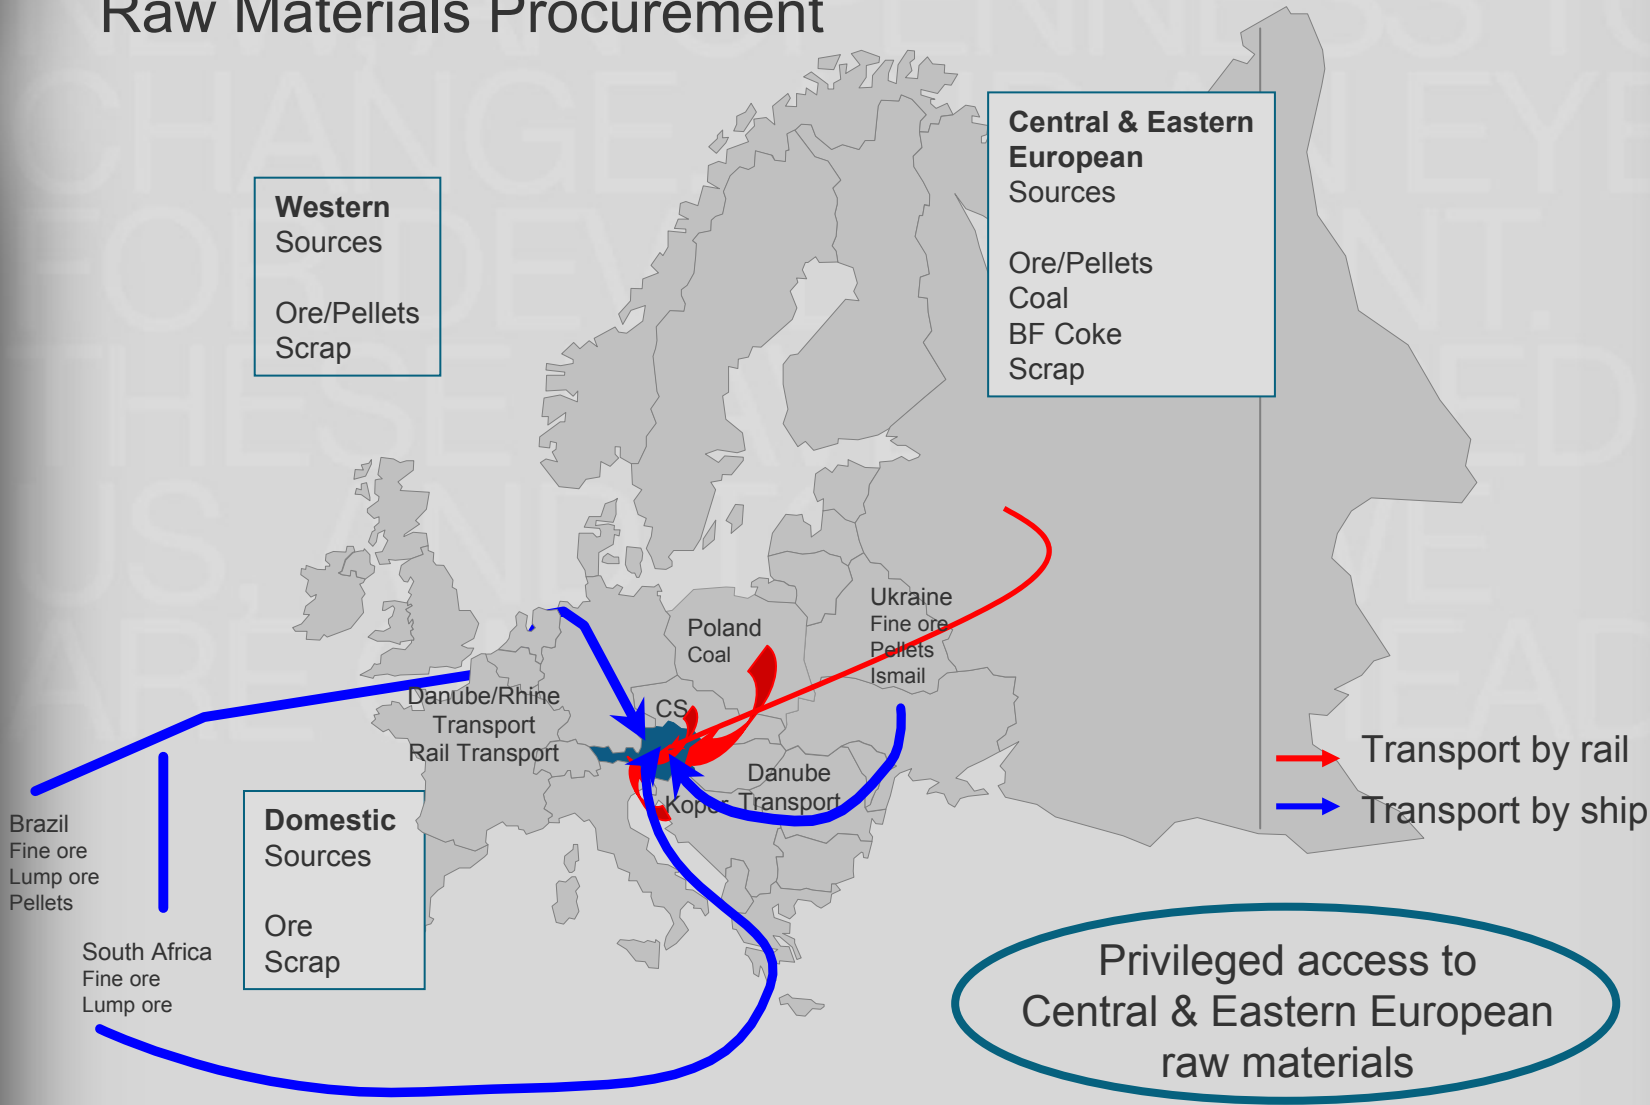 Raw Materials Procurement
Central & Eastern
European
Sources
Ore/Pellets
Coal
BF Coke
Scrap
Western
Sources
Ore/Pellets
Scrap
Ukraine
Fine ore
Pellets
Ismail
Poland
Coal
CS
Danube/Rhine
Transport
Rail Transport
Danube
Transport
Koper
Transport by rail
Transport by ship
Domestic
Sources
Ore
Scrap
Brazil
Fine ore
Lump ore
Pellets
South Africa
Fine ore
Lump ore
Privileged access to
Central & Eastern European
raw materials